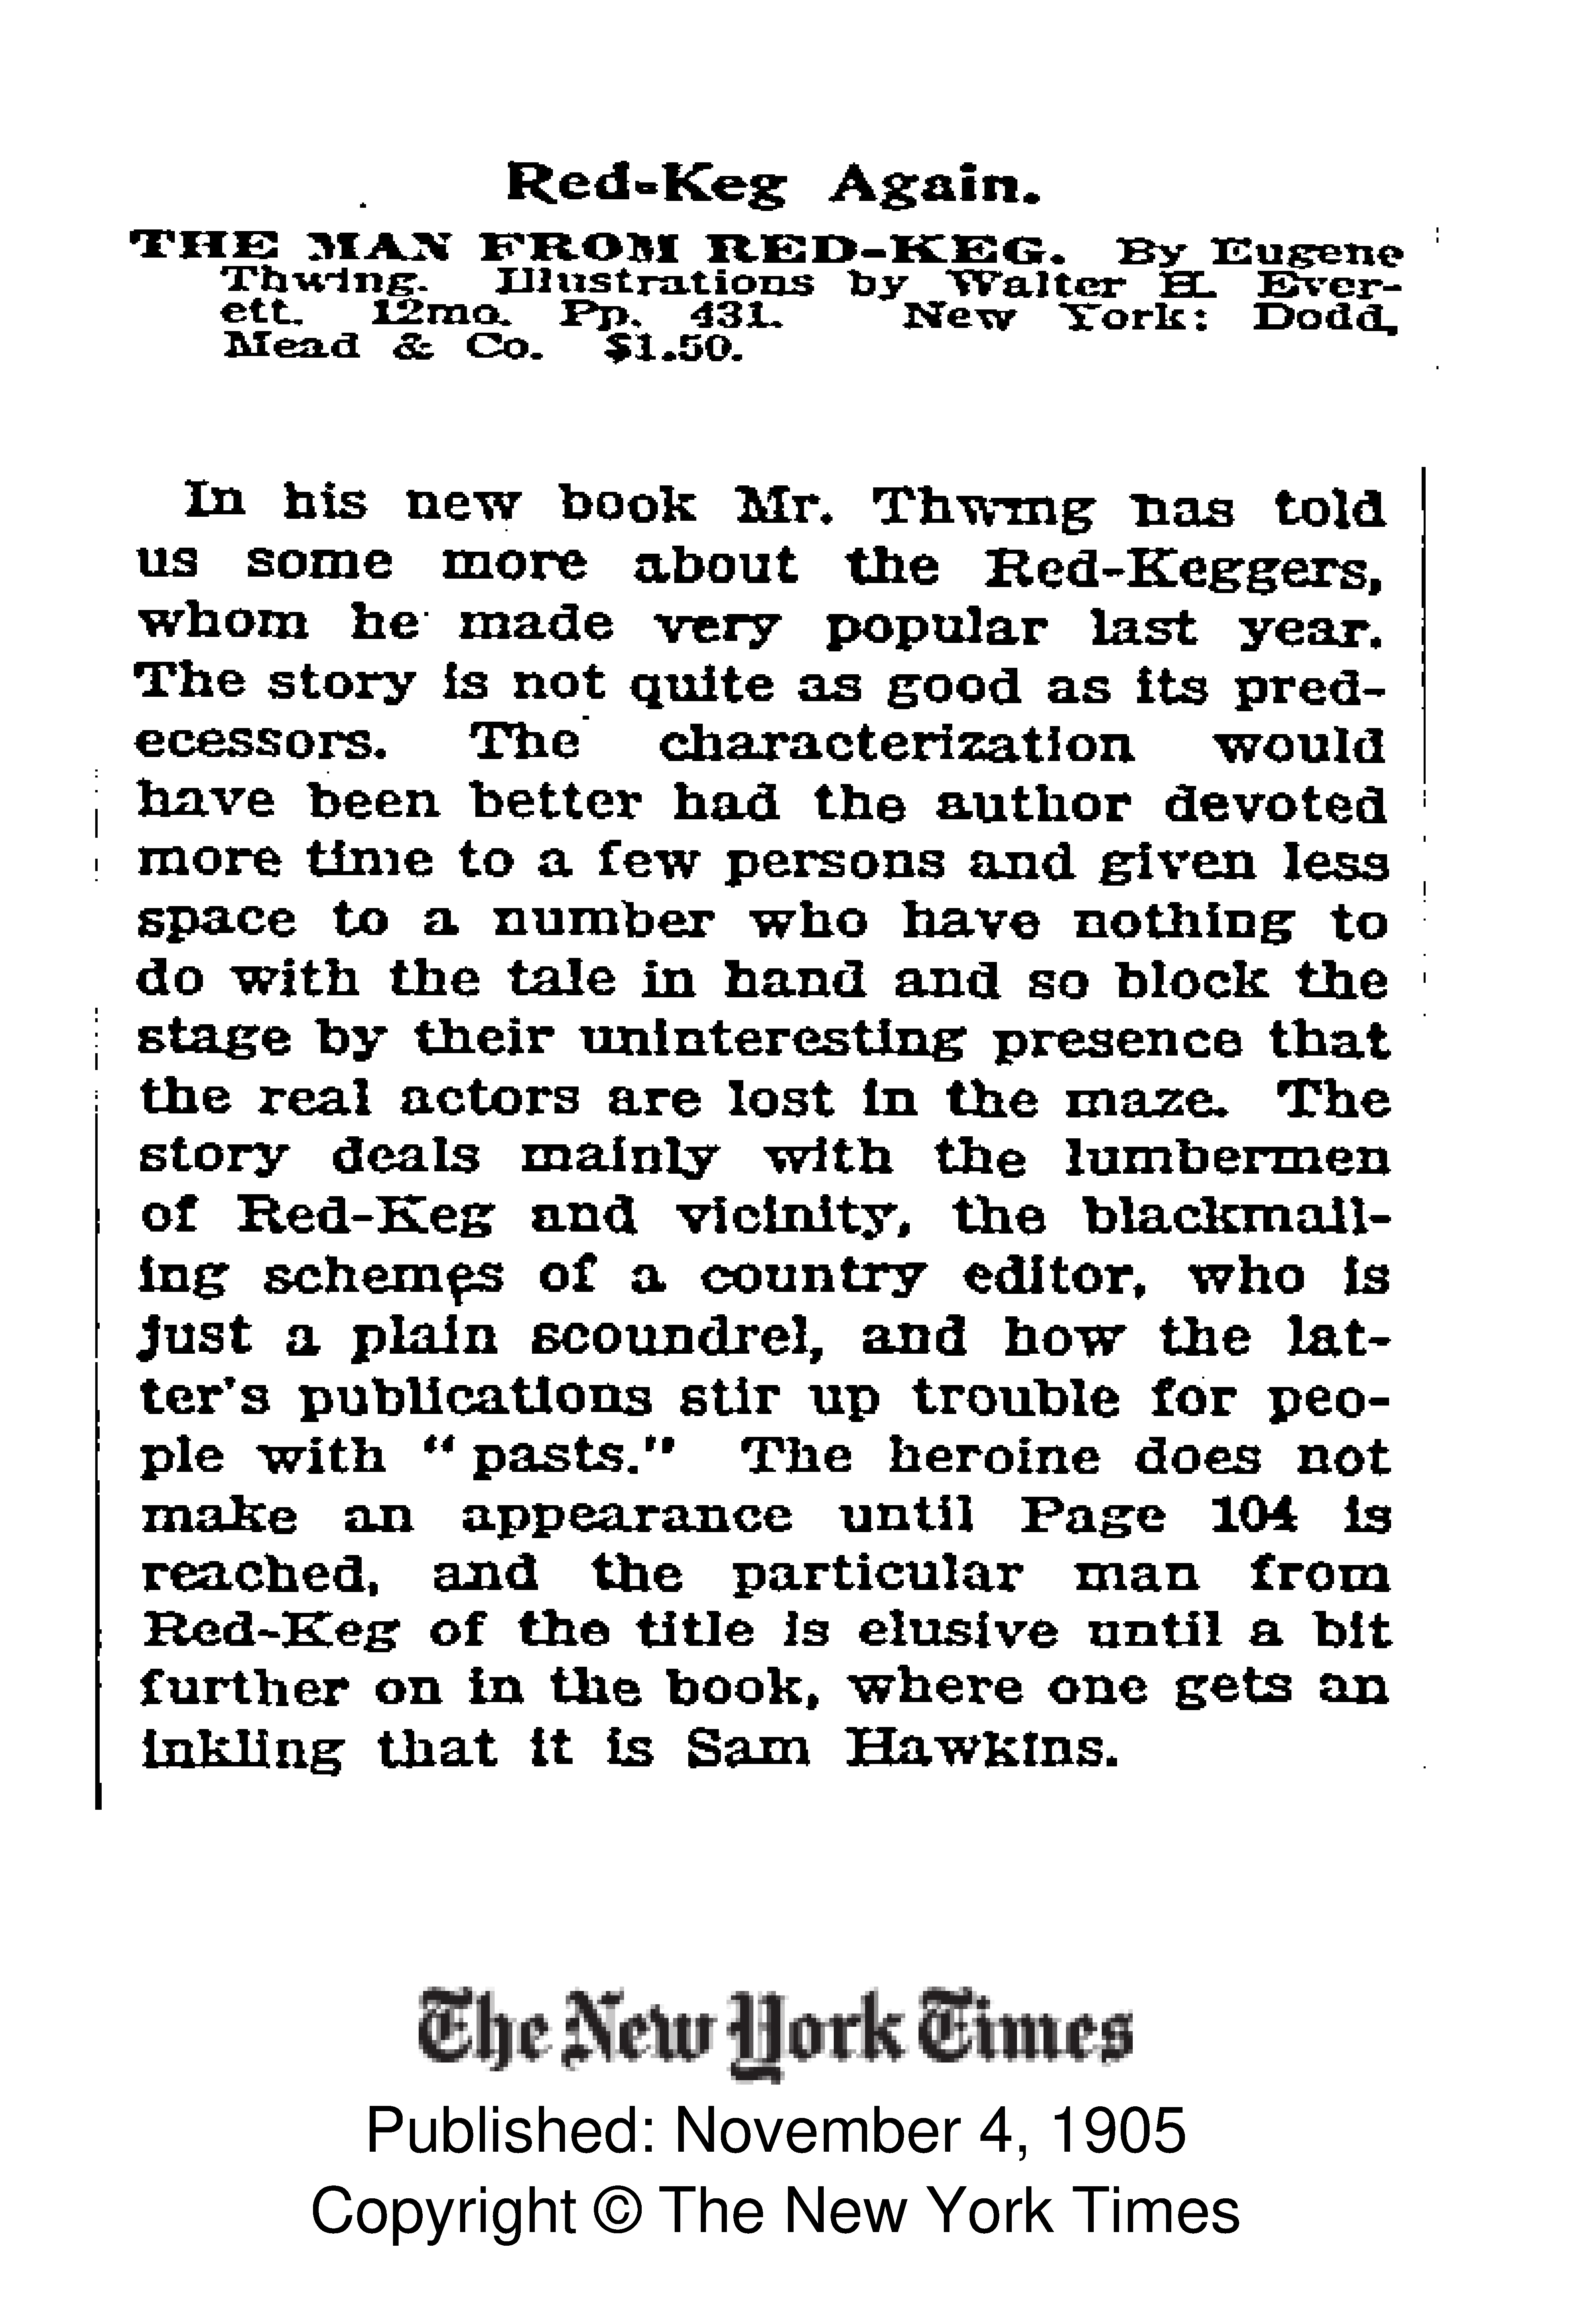 Red-Keg Again.
THE MAN FROM RED-KEG. By Eugene
Thwing. Illustrations by Walter H. Ever-
ett. 12mo. Pp. 431. New York: Dodd,
Mead & Co. $1.50.
In his new book Mr. Thwing has told
us some more about the Red-Keggers,
whom he made very popular last year.
The story is not quite as good as its pred-
ecessors. The characterization would
have been better had the author devoted
more time to a few persons and given less
space to a number who have nothing to
do with the tale in hand and so block the
stage by their uninteresting presence that
the real actors are lost in the maze. The
story deals mainly with the lumbermen
of Red-Keg and vicinity, the blackmail-
ing schemes of a country editor, who is
just a plain scoundrel, and how the lat-
ter's publications stir up trouble for peo-
ple with "pasts." The heroine does not
make an appearance until Page 104 is
reached, and the particular man from
Red-Keg of the title is elusive until a bit
further on in the book, where one gets an
inkling that it is Sam Hawkins.
The New York Times
Published: November 4, 1905
Copyright © The New York Times